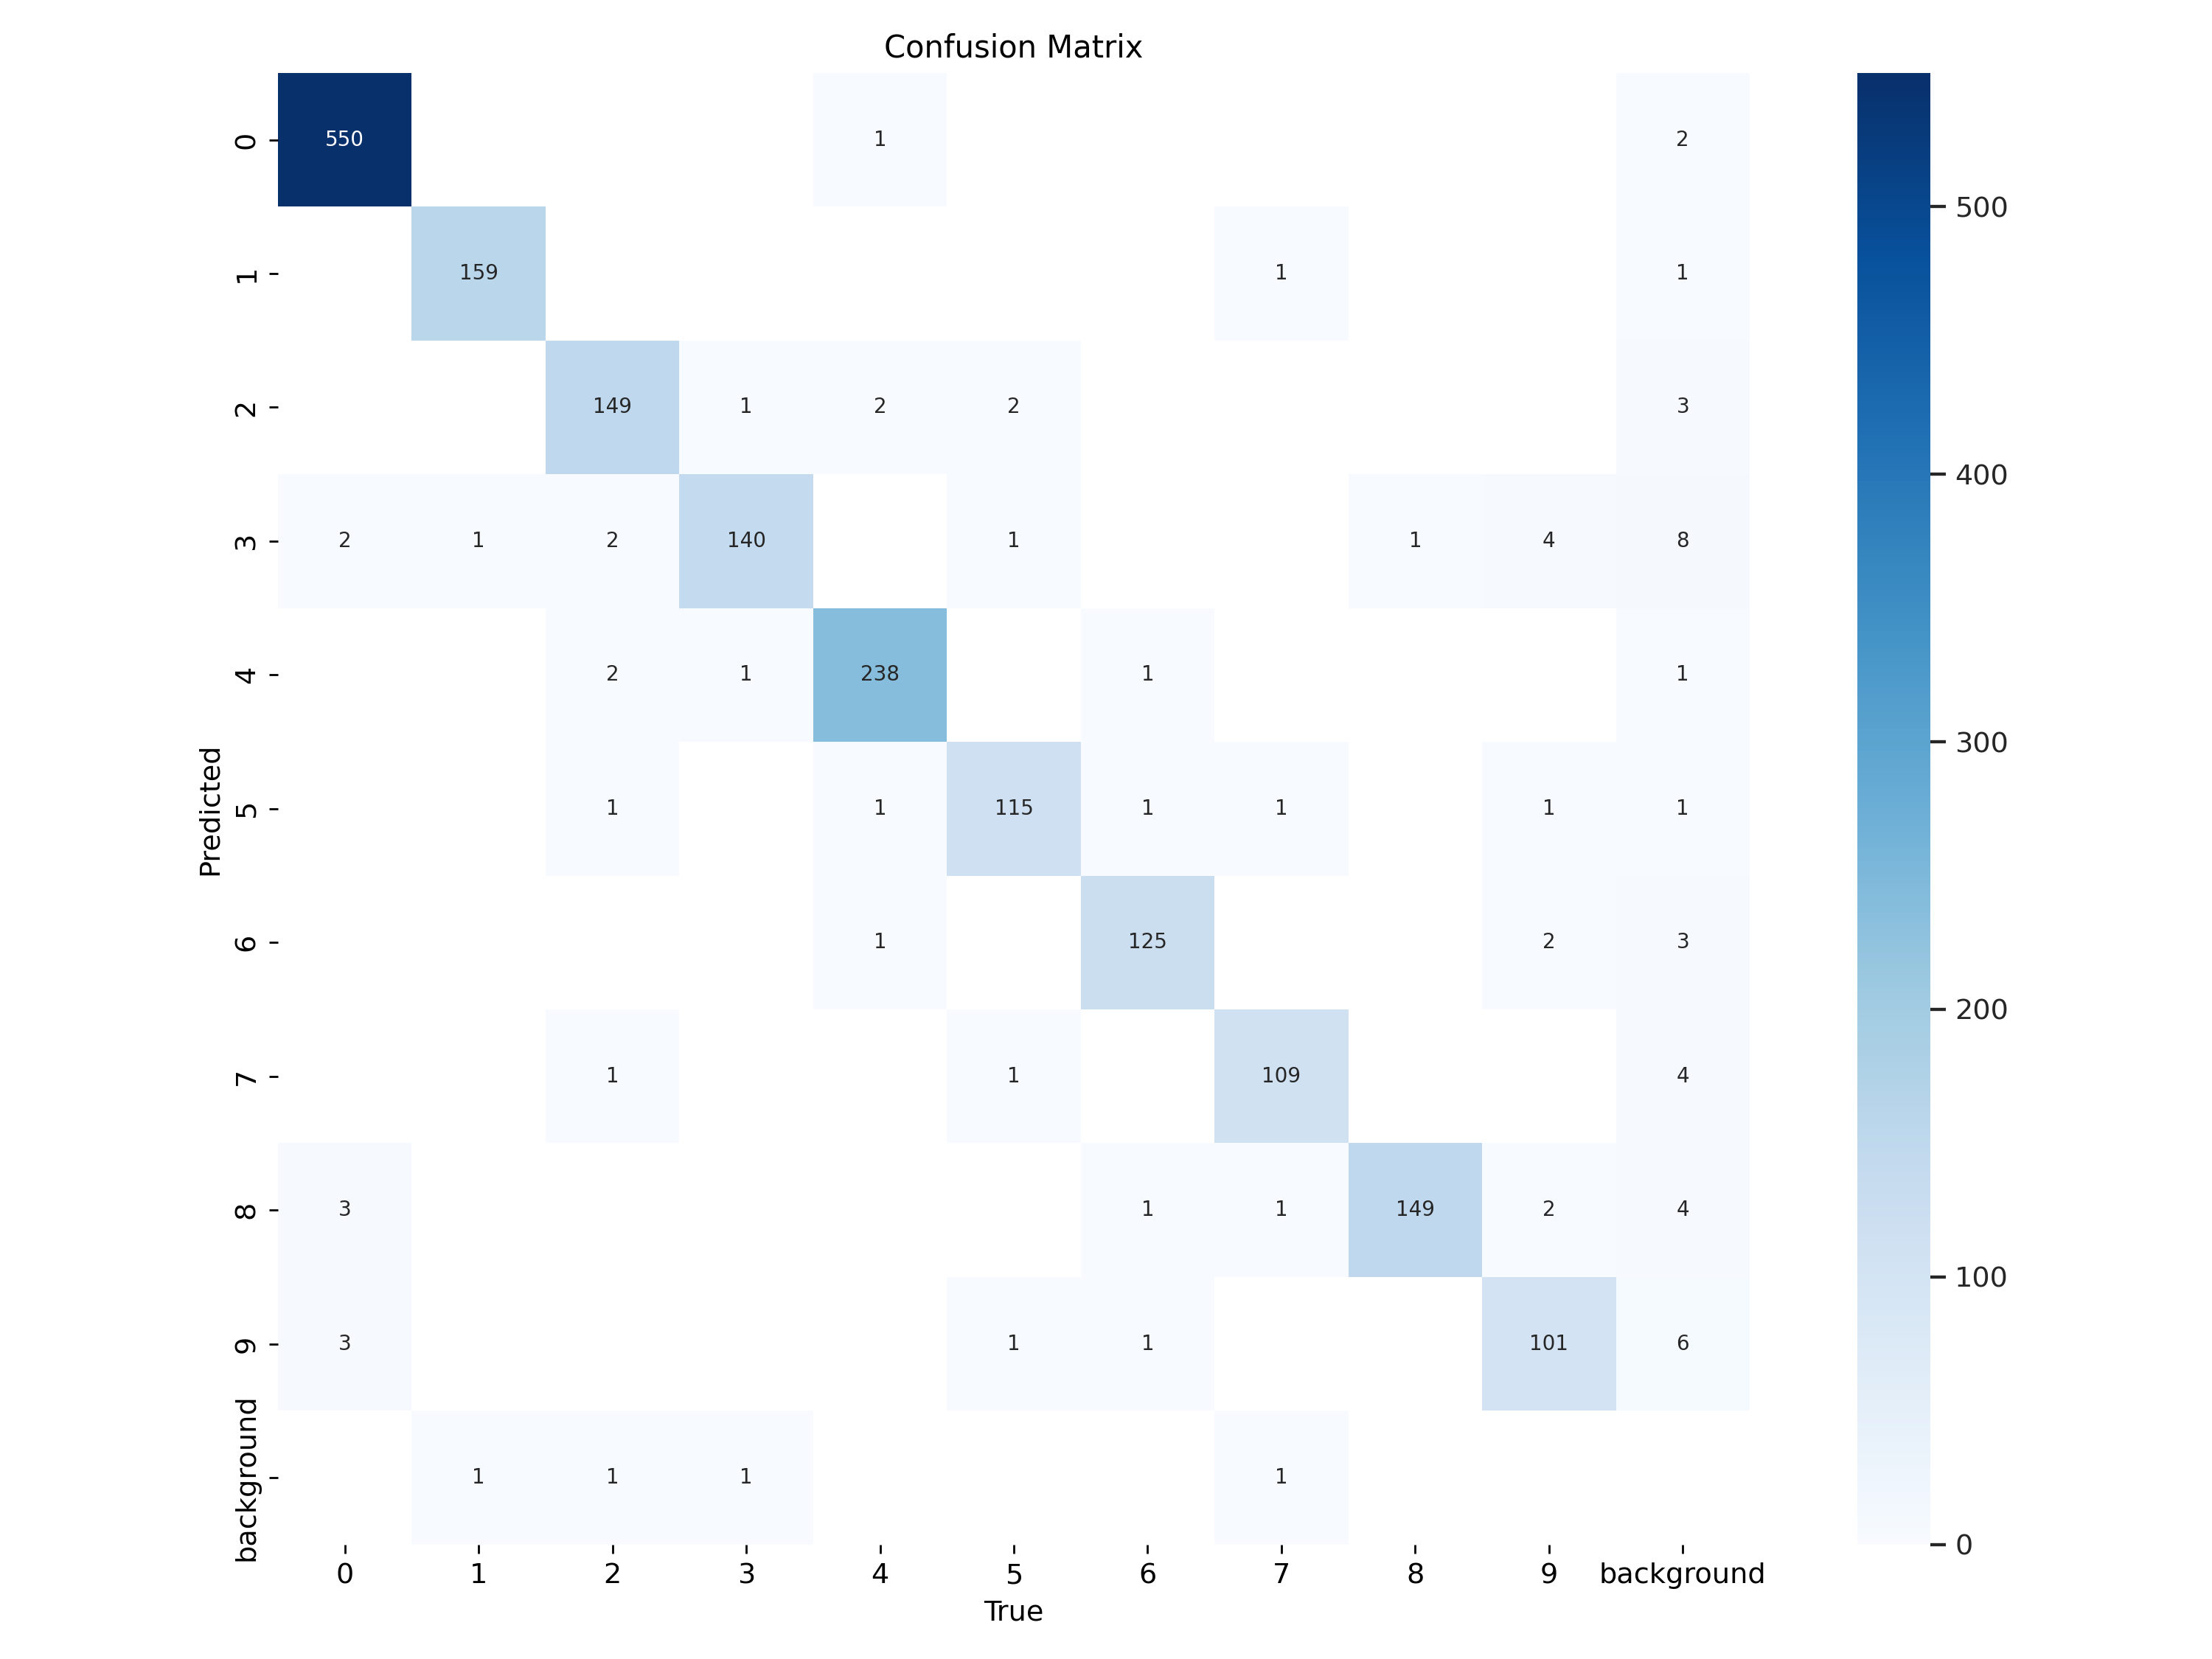 Confusion Matrix
0 550 1 2
1 159 1 1
2 149 1 2 2 3
3 2 1 2 140 1 1 4 8
4 2 1 238 1 1
5 1 1 115 1 1 1 1
6 1 125 2 3
7 1 1 109 4
8 3 1 1 149 2 4
9 3 1 1 101 6
background 1 1 1 1
0 1 2 3 4 5 6 7 8 9 background
True
Predicted
500
400
300
200
100
0